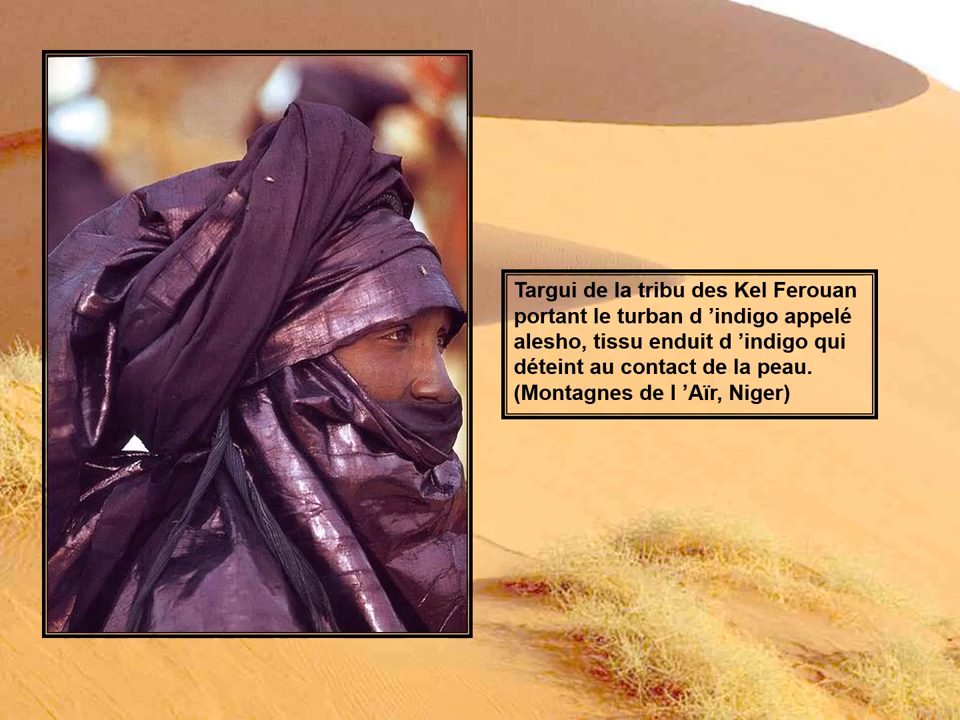 Targui de la tribu des Kel Ferouan
portant le turban d ’indigo appelé
alesho, tissu enduit d ’indigo qui
déteint au contact de la peau.
(Montagnes de l ’Aïr, Niger)